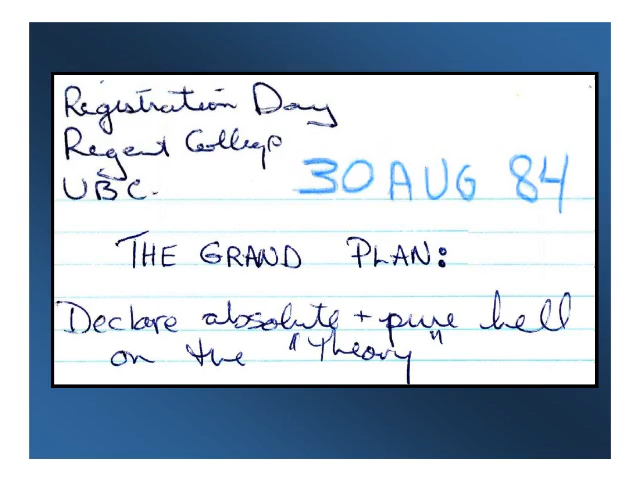 Registration Day
Regent College
UBC. 30 AUG 84
THE GRAND PLAN:
Declare absolute + pure hell
on the "Theory"